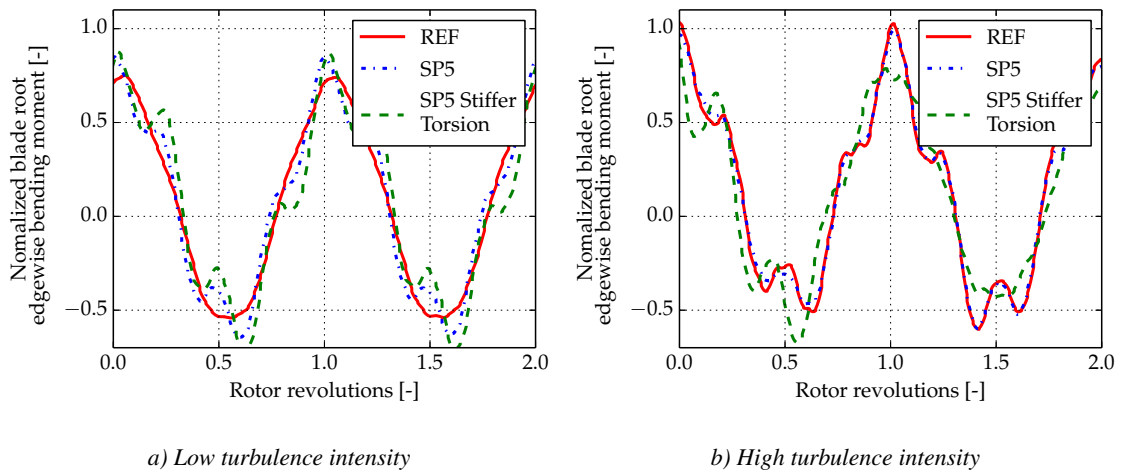 Nomalized blade root
edgewise bending moment [-]
1.0
0.5
0.0
−0.5
0.0
0.5
1.0
1.5
2.0
Rotor revolutions [-]
REF
SP5
SP5 Stiffer
Torsion
a) Low turbulence intensity
Nomalized blade root
edgewise bending moment [-]
1.0
0.5
0.0
−0.5
0.0
0.5
1.0
1.5
2.0
Rotor revolutions [-]
REF
SP5
SP5 Stiffer
Torsion
b) High turbulence intensity